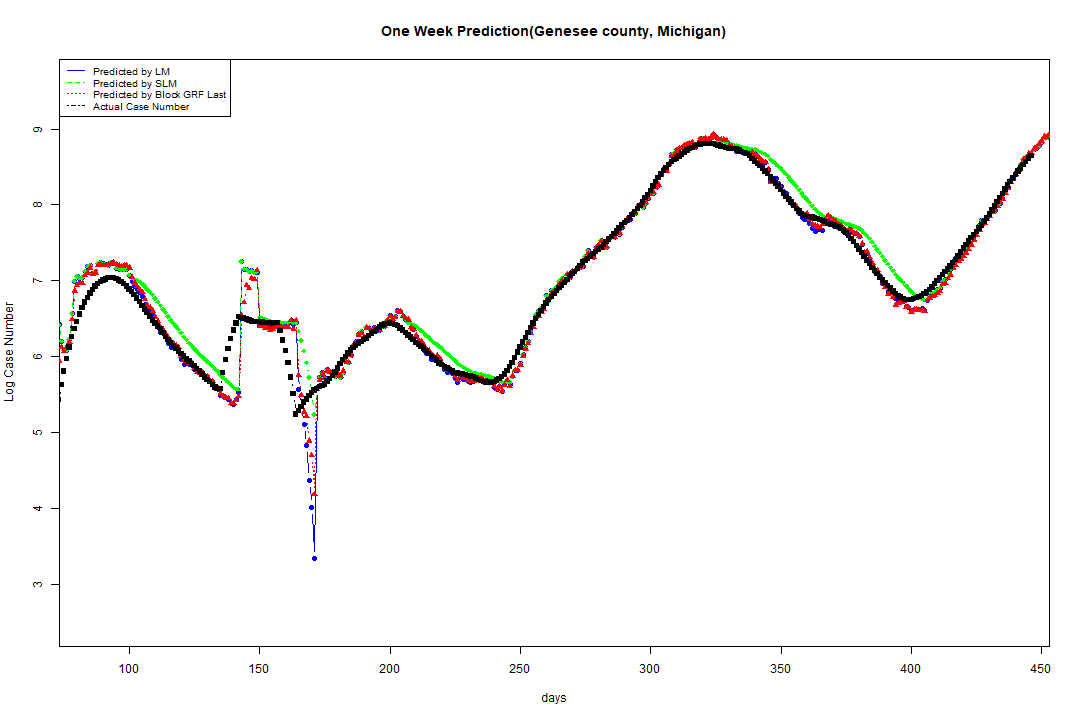 One Week Prediction(Genesee county, Michigan)
Predicted by LM
Predicted by SLM
Predicted by Block GRF Last
Actual Case Number
Log Case Number
9
8
7
6
5
4
3
100 150 200 250 300 350 400 450
days